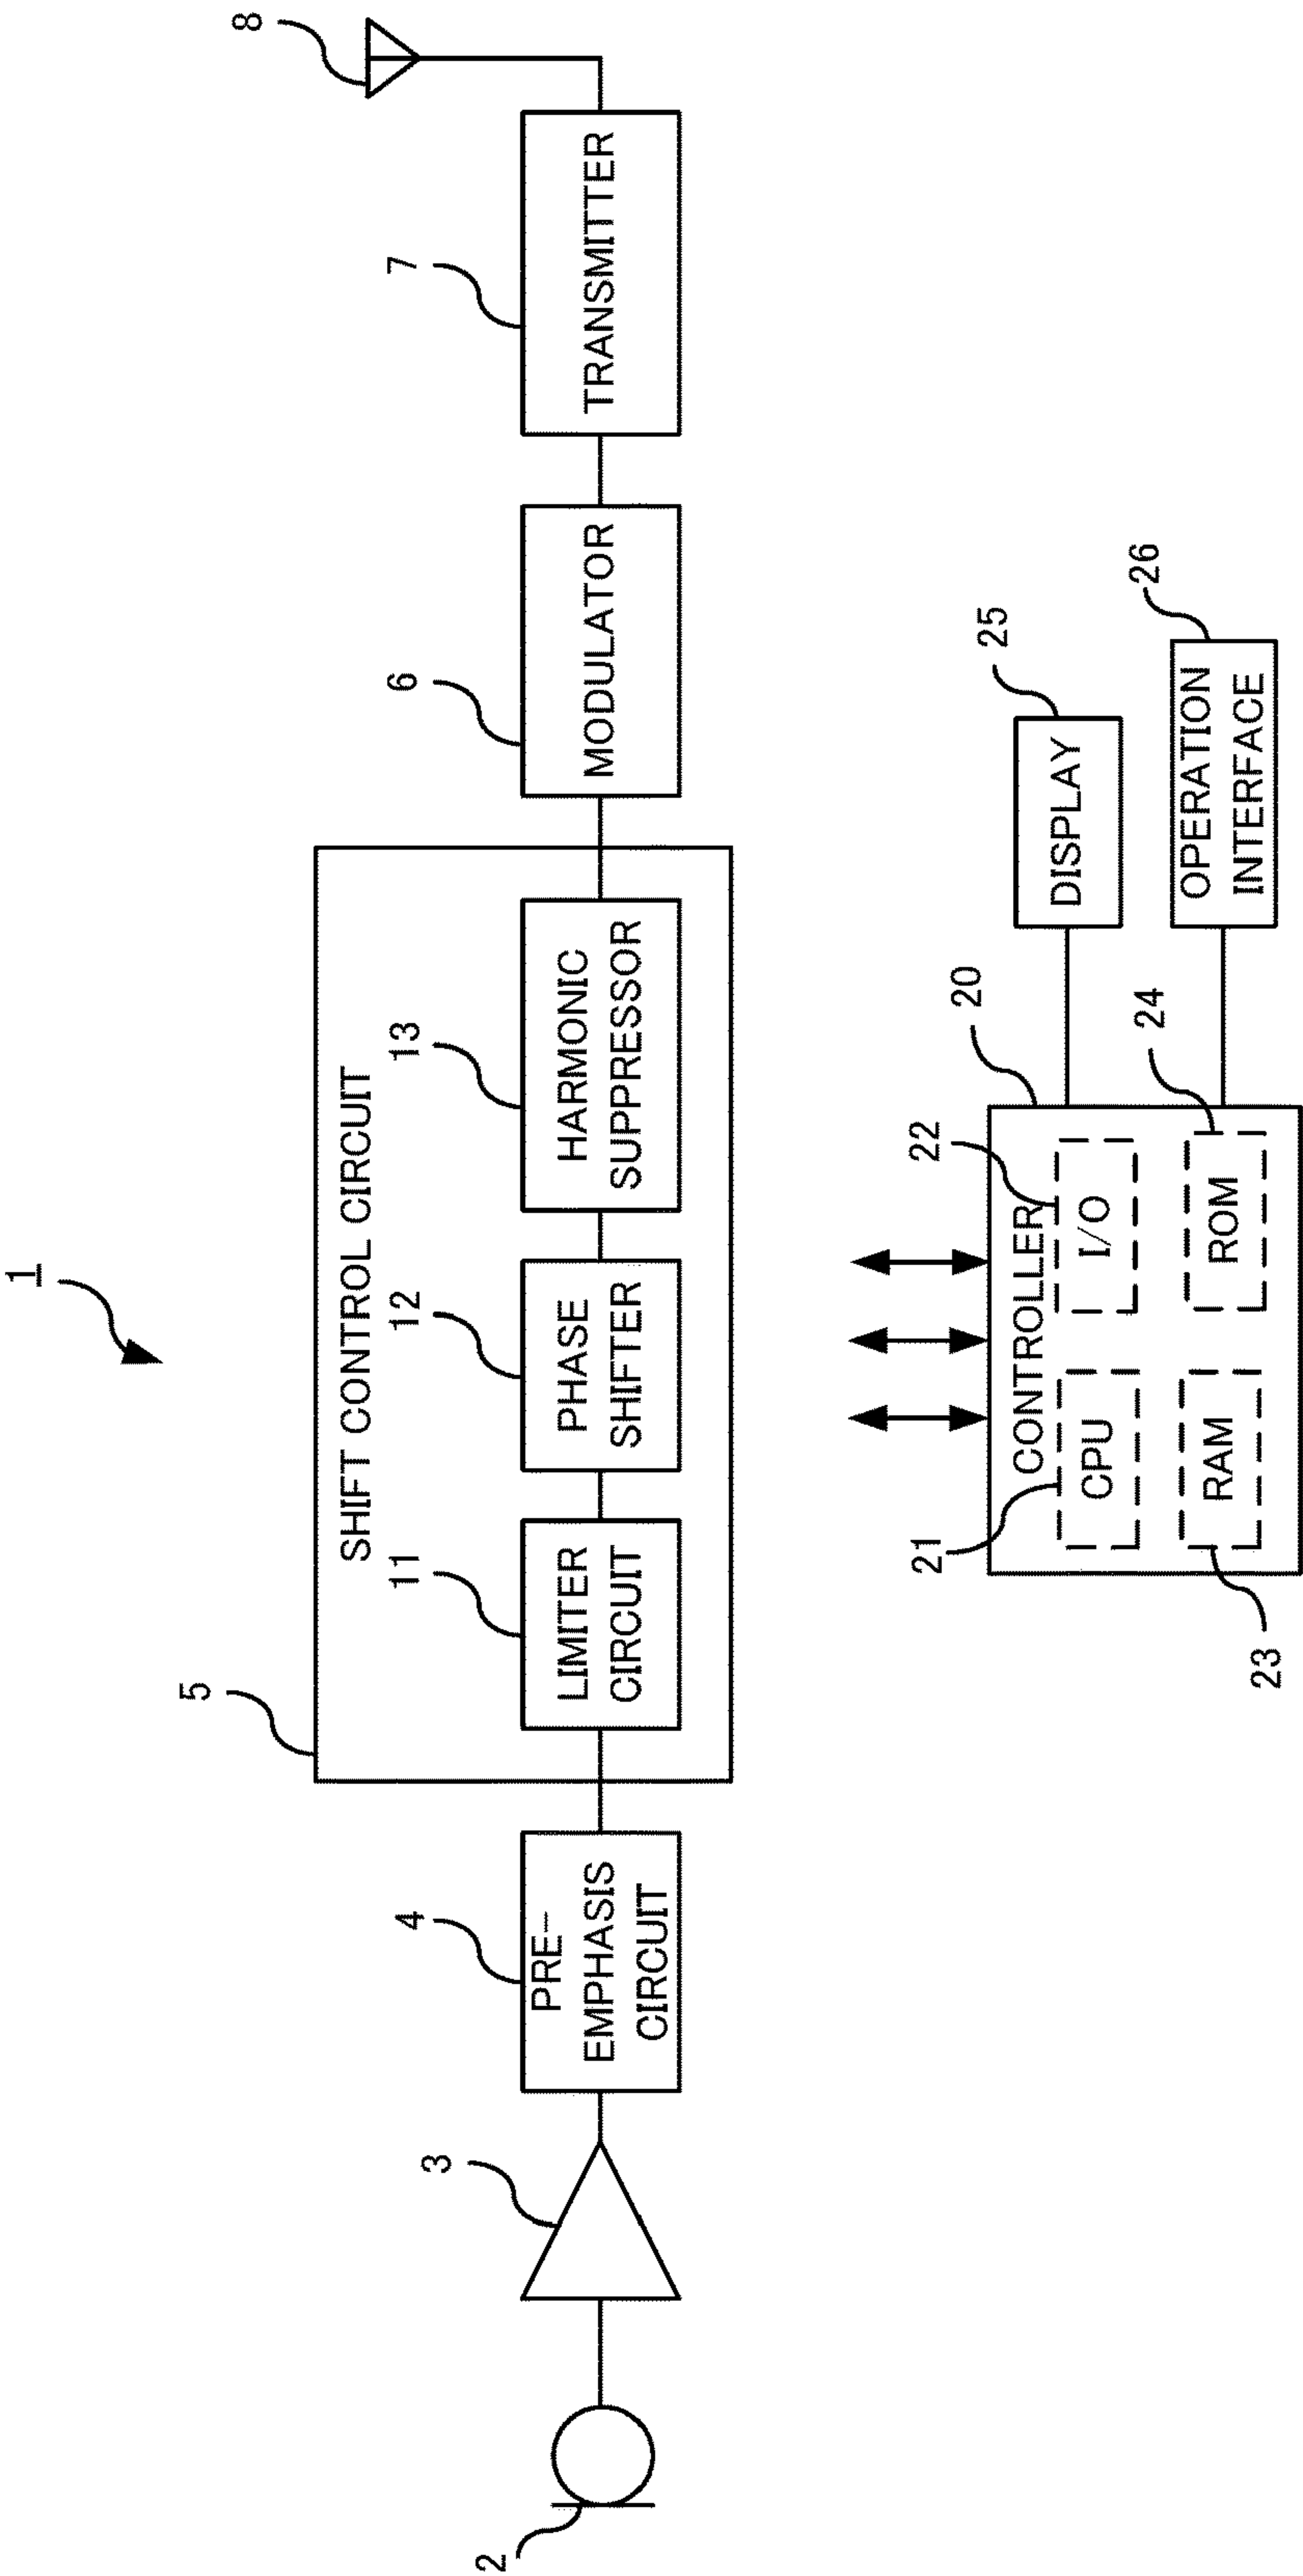 1
8
7
TRANSMITTER
6
MODULATOR
5
SHIFT CONTROL CIRCUIT
11
LIMITER
CIRCUIT
12
PHASE
SHIFTER
13
HARMONIC
SUPPRESSOR
4
PRE-
EMPHASIS
CIRCUIT
3
2
20
CONTROLLER
21
CPU
22
I/O
23
RAM
24
ROM
25
DISPLAY
26
OPERATION
INTERFACE